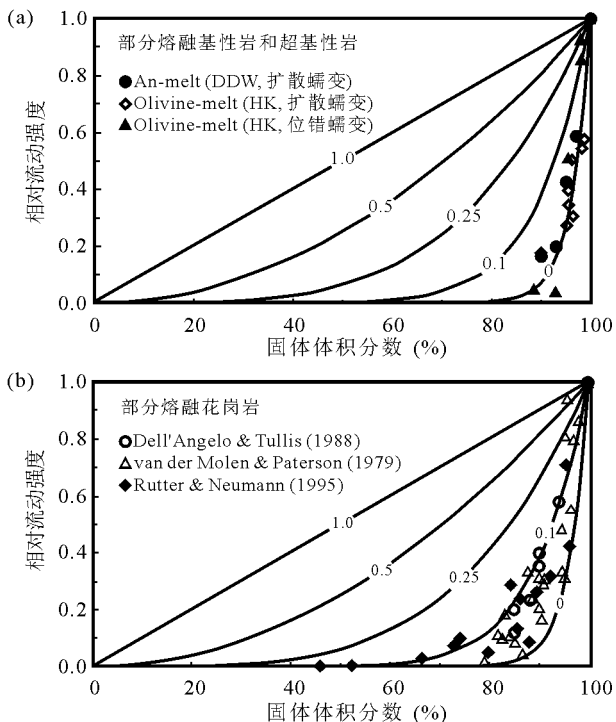 (a)
部分熔融基性岩和超基性岩
An-melt (DDW, 扩散蠕变)
Olivine-melt (HK, 扩散蠕变)
Olivine-melt (HK, 位错蠕变)
相对流动强度
1.0
0.8
0.6
0.4
0.2
0.0
1.0
0.5
0.25
0.1
0
0
20
40
60
80
100
固体体积分数 (%)
(b)
部分熔融花岗岩
Dell'Angelo & Tullis (1988)
van der Molen & Paterson (1979)
Rutter & Neumann (1995)
相对流动强度
1.0
0.8
0.6
0.4
0.2
0.0
1.0
0.5
0.25
0.1
0
0
20
40
60
80
100
固体体积分数 (%)